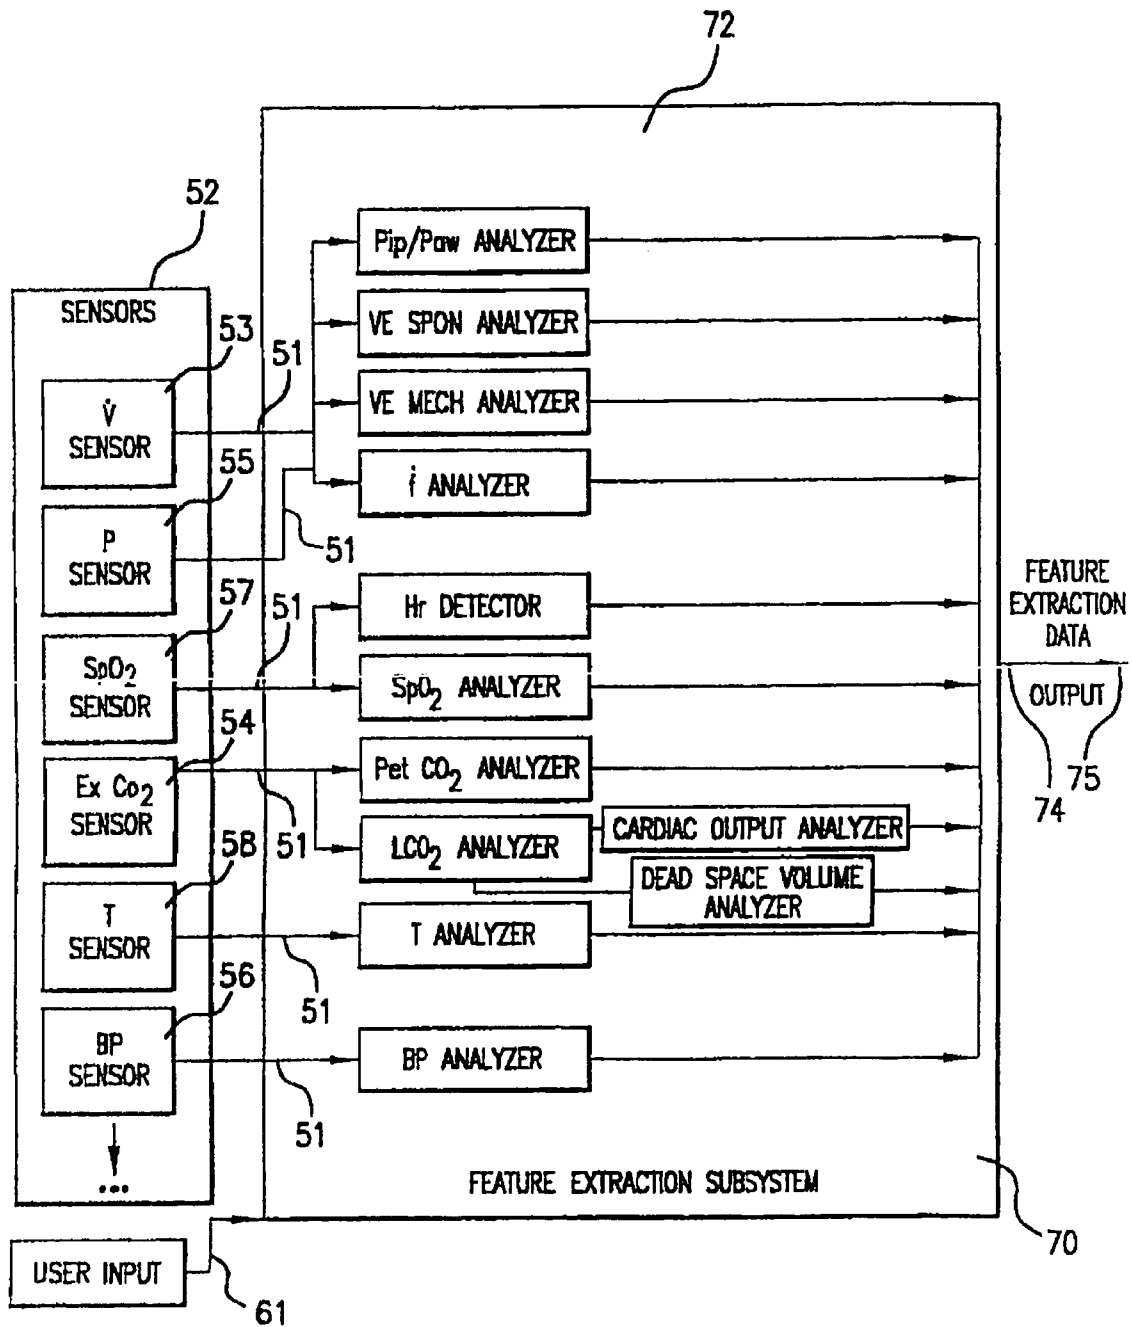 72
52
SENSORS
53
V̇
SENSOR
51
55
P
SENSOR
51
57
SpO₂
SENSOR
51
54
Ex Co₂
SENSOR
51
58
T
SENSOR
51
56
BP
SENSOR
51
...
USER INPUT
61
Pip/Paw ANALYZER
VE SPON ANALYZER
VE MECH ANALYZER
ḟ ANALYZER
Hr DETECTOR
SpO₂ ANALYZER
Pet CO₂ ANALYZER
LCO₂ ANALYZER
CARDIAC OUTPUT ANALYZER
DEAD SPACE VOLUME
ANALYZER
T ANALYZER
BP ANALYZER
FEATURE EXTRACTION SUBSYSTEM
70
FEATURE
EXTRACTION
DATA
OUTPUT
75
74